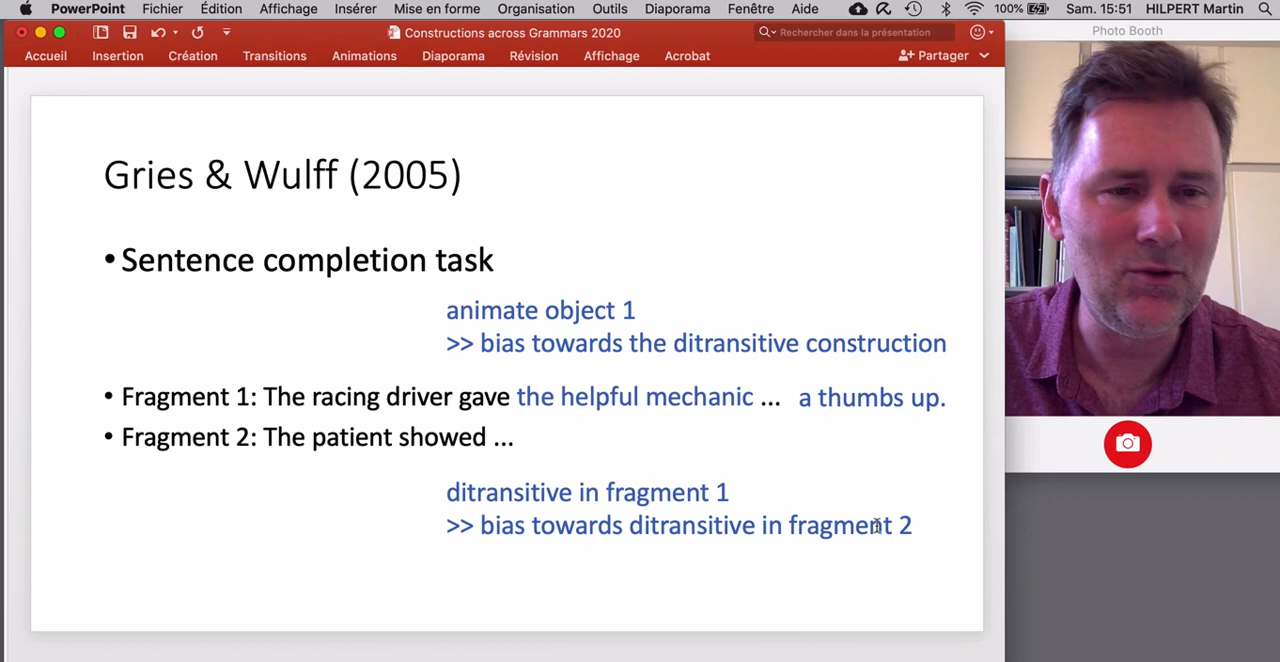 PowerPoint Fichier Édition Affichage Insérer Mise en forme Organisation Outils Diaporama Fenêtre Aide 100% Sam. 15:51 HILPERT Martin
Constructions across Grammars 2020
Rechercher dans la présentation
Photo Booth
Accueil Insertion Création Transitions Animations Diaporama Révision Affichage Acrobat Partager
Gries & Wulff (2005)
• Sentence completion task
animate object 1
>> bias towards the ditransitive construction
• Fragment 1: The racing driver gave the helpful mechanic ... a thumbs up.
• Fragment 2: The patient showed ...
ditransitive in fragment 1
>> bias towards ditransitive in fragment 2